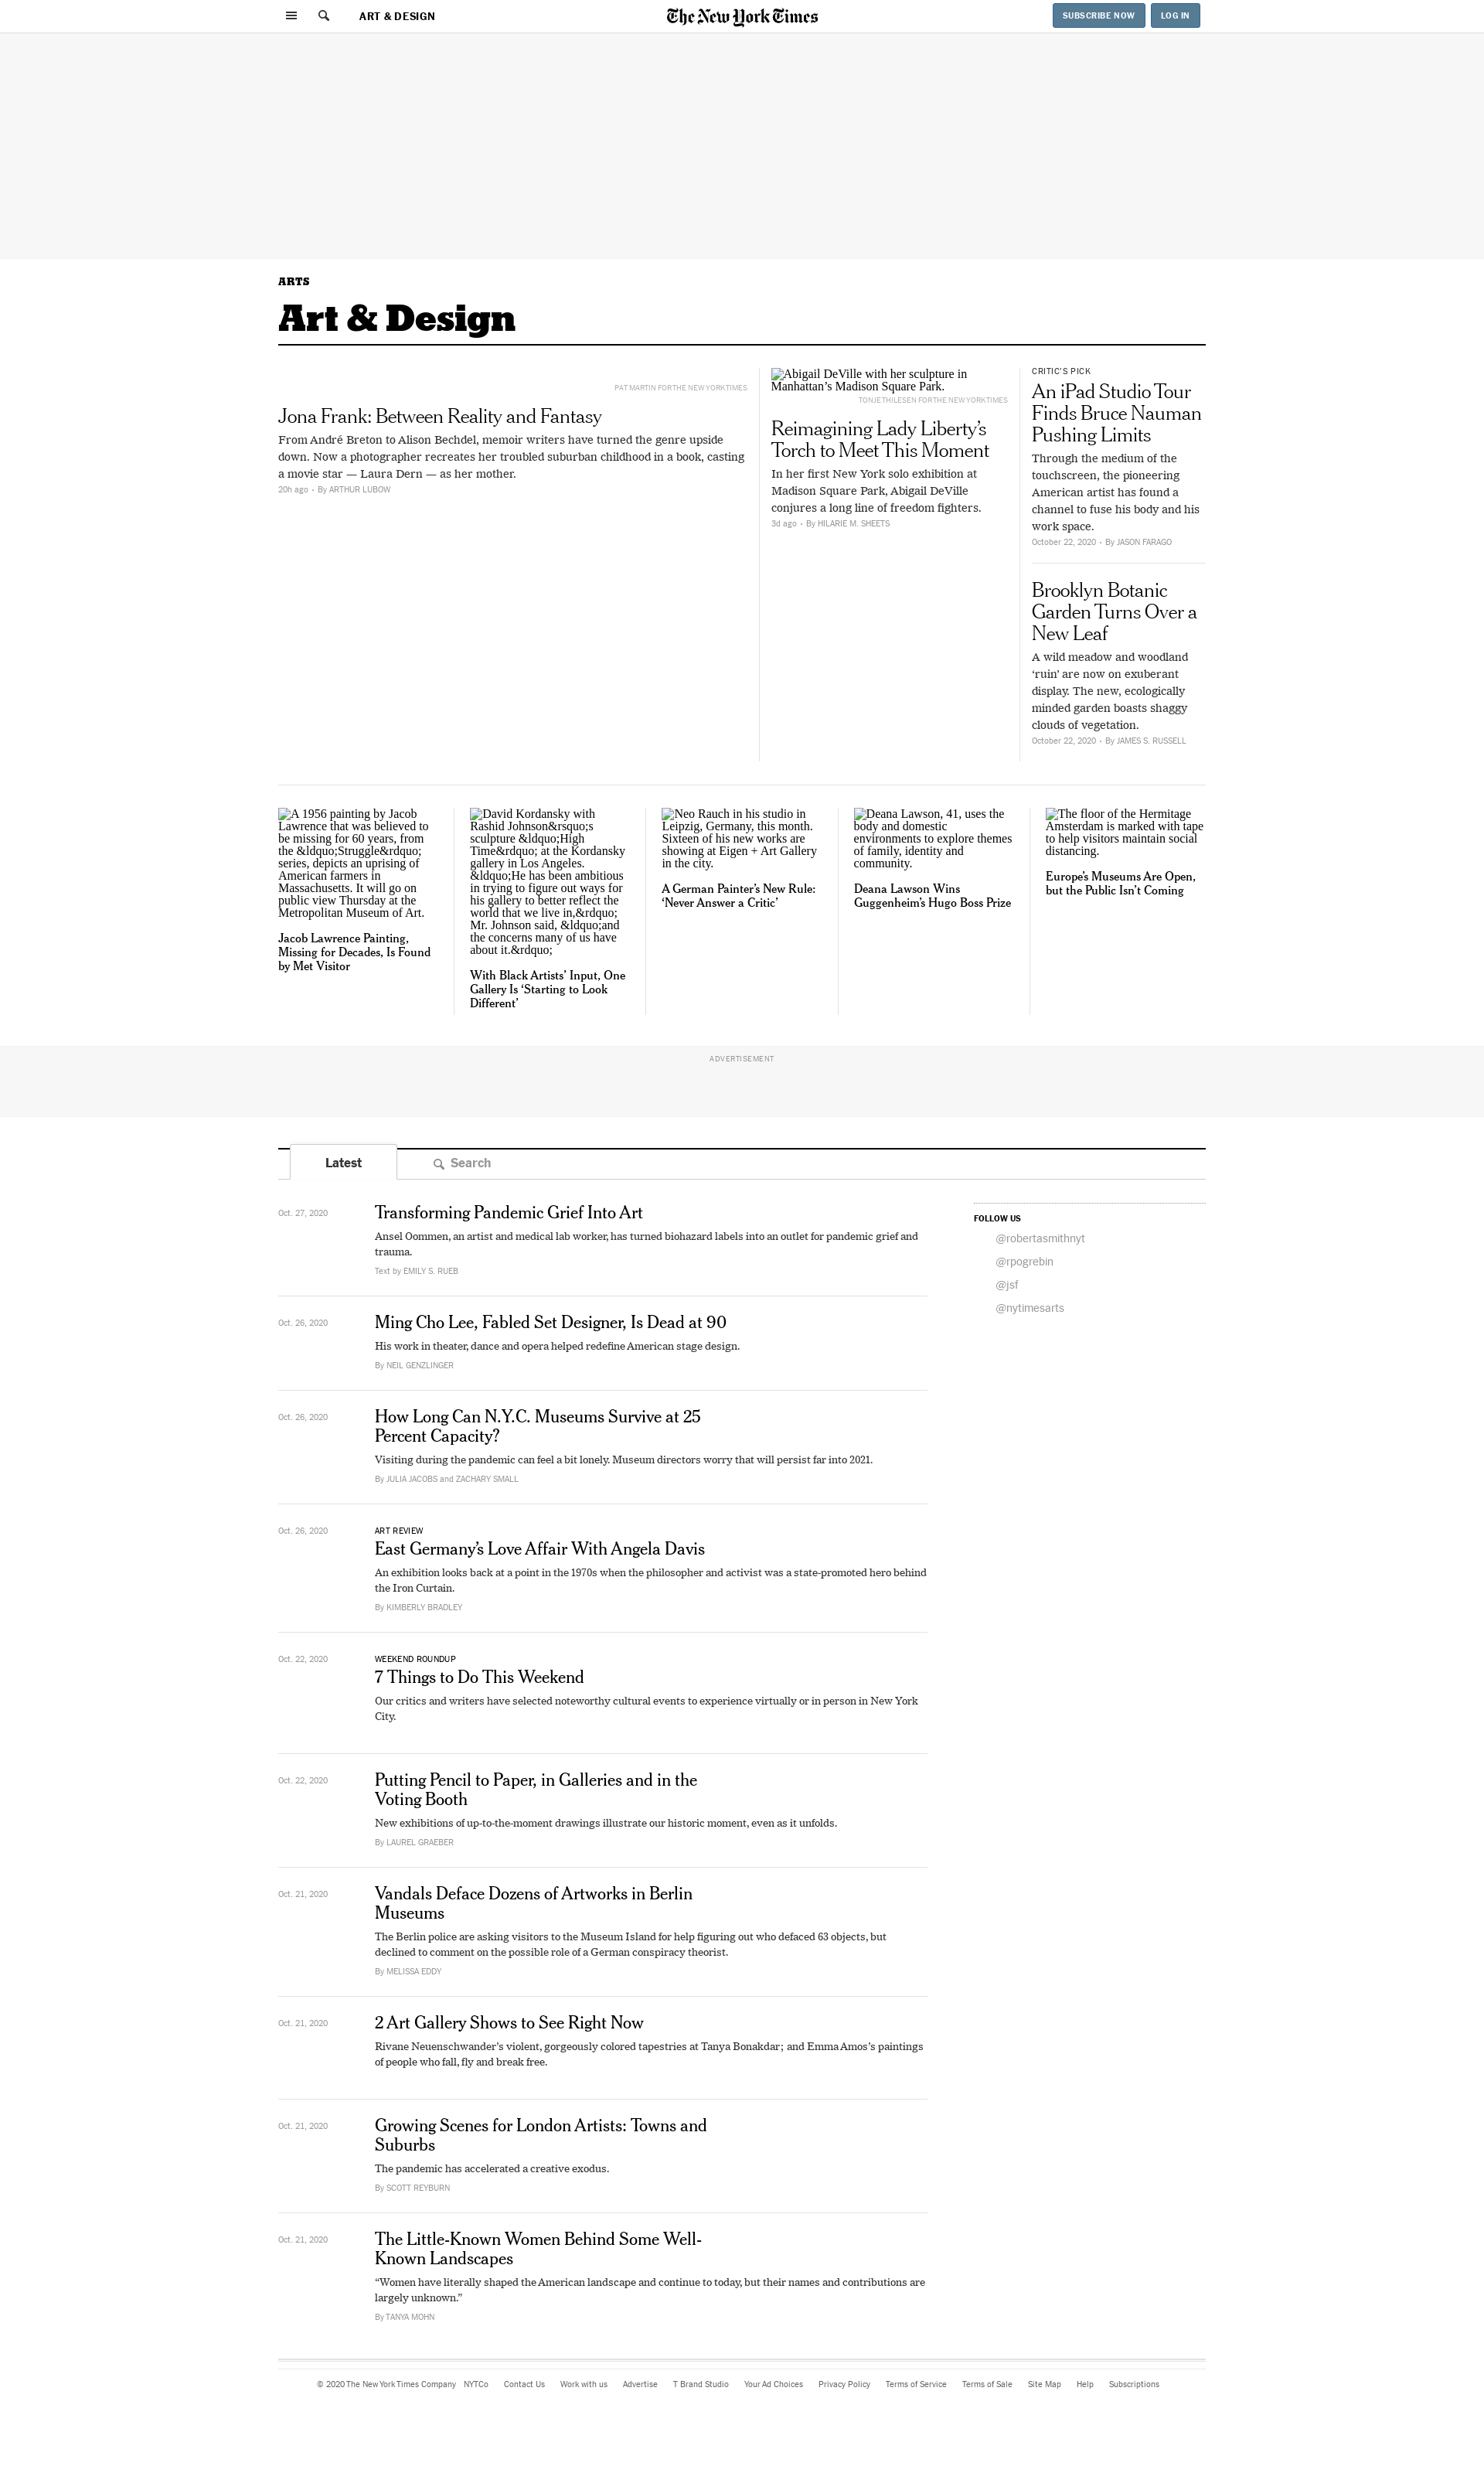 ART & DESIGN
The New York Times
SUBSCRIBE NOW
LOG IN
ARTS
Art & Design
PAT MARTIN FOR THE NEW YORK TIMES
Jona Frank: Between Reality and Fantasy
From André Breton to Alison Bechdel, memoir writers have turned the genre upside
down. Now a photographer recreates her troubled suburban childhood in a book, casting
a movie star — Laura Dern — as her mother.
20h ago • By ARTHUR LUBOW
Abigail DeVille with her sculpture in
Manhattan’s Madison Square Park.
TONJE THILESEN FOR THE NEW YORK TIMES
Reimagining Lady Liberty’s
Torch to Meet This Moment
In her first New York solo exhibition at
Madison Square Park, Abigail DeVille
conjures a long line of freedom fighters.
3d ago • By HILARIE M. SHEETS
CRITIC’S PICK
An iPad Studio Tour
Finds Bruce Nauman
Pushing Limits
Through the medium of the
touchscreen, the pioneering
American artist has found a
channel to fuse his body and his
work space.
October 22, 2020 • By JASON FARAGO
Brooklyn Botanic
Garden Turns Over a
New Leaf
A wild meadow and woodland
‘ruin’ are now on exuberant
display. The new, ecologically
minded garden boasts shaggy
clouds of vegetation.
October 22, 2020 • By JAMES S. RUSSELL
A 1956 painting by Jacob
Lawrence that was believed to
be missing for 60 years, from
the &ldquo;Struggle&rdquo;
series, depicts an uprising of
American farmers in
Massachusetts. It will go on
public view Thursday at the
Metropolitan Museum of Art.
Jacob Lawrence Painting,
Missing for Decades, Is Found
by Met Visitor
David Kordansky with
Rashid Johnson&rsquo;s
sculpture &ldquo;High
Time&rdquo; at the Kordansky
gallery in Los Angeles.
&ldquo;He has been ambitious
in trying to figure out ways for
his gallery to better reflect the
world that we live in,&rdquo;
Mr. Johnson said, &ldquo;and
the concerns many of us have
about it.&rdquo;
With Black Artists’ Input, One
Gallery Is ‘Starting to Look
Different’
Neo Rauch in his studio in
Leipzig, Germany, this month.
Sixteen of his new works are
showing at Eigen + Art Gallery
in the city.
A German Painter’s New Rule:
‘Never Answer a Critic’
Deana Lawson, 41, uses the
body and domestic
environments to explore themes
of family, identity and
community.
Deana Lawson Wins
Guggenheim’s Hugo Boss Prize
The floor of the Hermitage
Amsterdam is marked with tape
to help visitors maintain social
distancing.
Europe’s Museums Are Open,
but the Public Isn’t Coming
ADVERTISEMENT
Latest
Search
Oct. 27, 2020
Transforming Pandemic Grief Into Art
Ansel Oommen, an artist and medical lab worker, has turned biohazard labels into an outlet for pandemic grief and
trauma.
Text by EMILY S. RUEB
FOLLOW US
@robertasmithnyt
@rpogrebin
@jsf
@nytimesarts
Oct. 26, 2020
Ming Cho Lee, Fabled Set Designer, Is Dead at 90
His work in theater, dance and opera helped redefine American stage design.
By NEIL GENZLINGER
Oct. 26, 2020
How Long Can N.Y.C. Museums Survive at 25
Percent Capacity?
Visiting during the pandemic can feel a bit lonely. Museum directors worry that will persist far into 2021.
By JULIA JACOBS and ZACHARY SMALL
Oct. 26, 2020
ART REVIEW
East Germany’s Love Affair With Angela Davis
An exhibition looks back at a point in the 1970s when the philosopher and activist was a state-promoted hero behind
the Iron Curtain.
By KIMBERLY BRADLEY
Oct. 22, 2020
WEEKEND ROUNDUP
7 Things to Do This Weekend
Our critics and writers have selected noteworthy cultural events to experience virtually or in person in New York
City.
Oct. 22, 2020
Putting Pencil to Paper, in Galleries and in the
Voting Booth
New exhibitions of up-to-the-moment drawings illustrate our historic moment, even as it unfolds.
By LAUREL GRAEBER
Oct. 21, 2020
Vandals Deface Dozens of Artworks in Berlin
Museums
The Berlin police are asking visitors to the Museum Island for help figuring out who defaced 63 objects, but
declined to comment on the possible role of a German conspiracy theorist.
By MELISSA EDDY
Oct. 21, 2020
2 Art Gallery Shows to See Right Now
Rivane Neuenschwander’s violent, gorgeously colored tapestries at Tanya Bonakdar; and Emma Amos’s paintings
of people who fall, fly and break free.
Oct. 21, 2020
Growing Scenes for London Artists: Towns and
Suburbs
The pandemic has accelerated a creative exodus.
By SCOTT REYBURN
Oct. 21, 2020
The Little-Known Women Behind Some Well-
Known Landscapes
“Women have literally shaped the American landscape and continue to today, but their names and contributions are
largely unknown.”
By TANYA MOHN
© 2020 The New York Times Company NYTCo Contact Us Work with us Advertise T Brand Studio Your Ad Choices Privacy Policy Terms of Service Terms of Sale Site Map Help Subscriptions